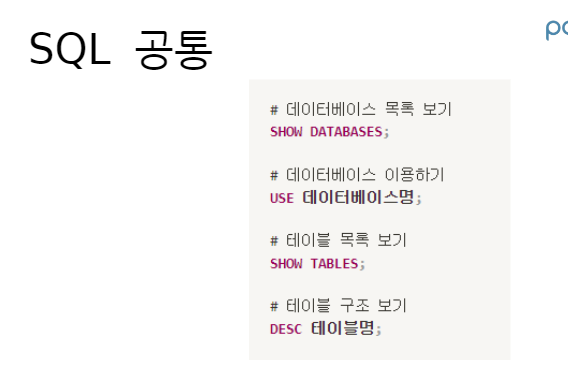 SQL 공통
# 데이터베이스 목록 보기
SHOW DATABASES;
# 데이터베이스 이용하기
USE 데이터베이스명;
# 테이블 목록 보기
SHOW TABLES;
# 테이블 구조 보기
DESC 테이블명;